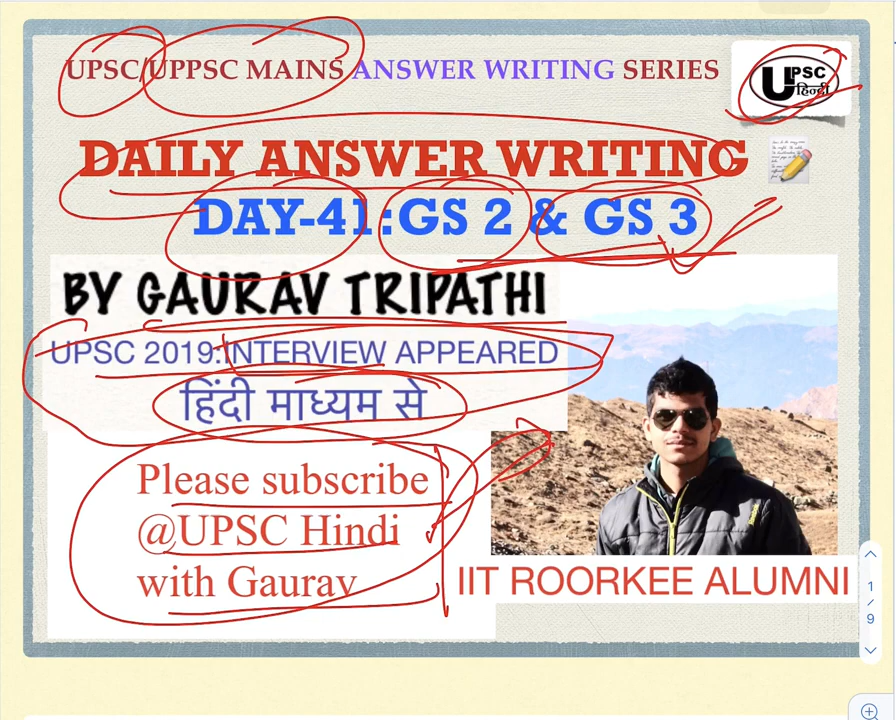 UPSC/UPPSC MAINS ANSWER WRITING SERIES
UPSC
हिन्दी
DAILY ANSWER WRITING
DAY-41:GS 2 & GS 3
BY GAURAV TRIPATHI
UPSC 2019:INTERVIEW APPEARED
हिंदी माध्यम से
Please subscribe
@UPSC Hindi
with Gaurav
IIT ROORKEE ALUMNI
1
/
9